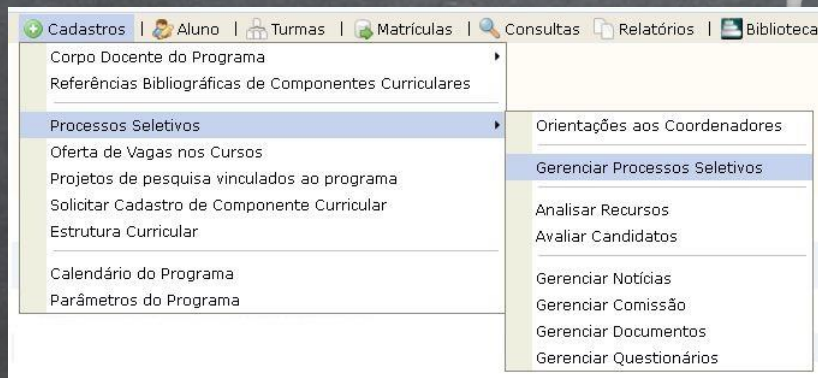 Cadastros | Aluno | Turmas | Matrículas | Consultas Relatórios | Biblioteca
Corpo Docente do Programa
Referências Bibliográficas de Componentes Curriculares
Processos Seletivos
Oferta de Vagas nos Cursos
Projetos de pesquisa vinculados ao programa
Solicitar Cadastro de Componente Curricular
Estrutura Curricular
Calendário do Programa
Parâmetros do Programa
Orientações aos Coordenadores
Gerenciar Processos Seletivos
Analisar Recursos
Avaliar Candidatos
Gerenciar Notícias
Gerenciar Comissão
Gerenciar Documentos
Gerenciar Questionários